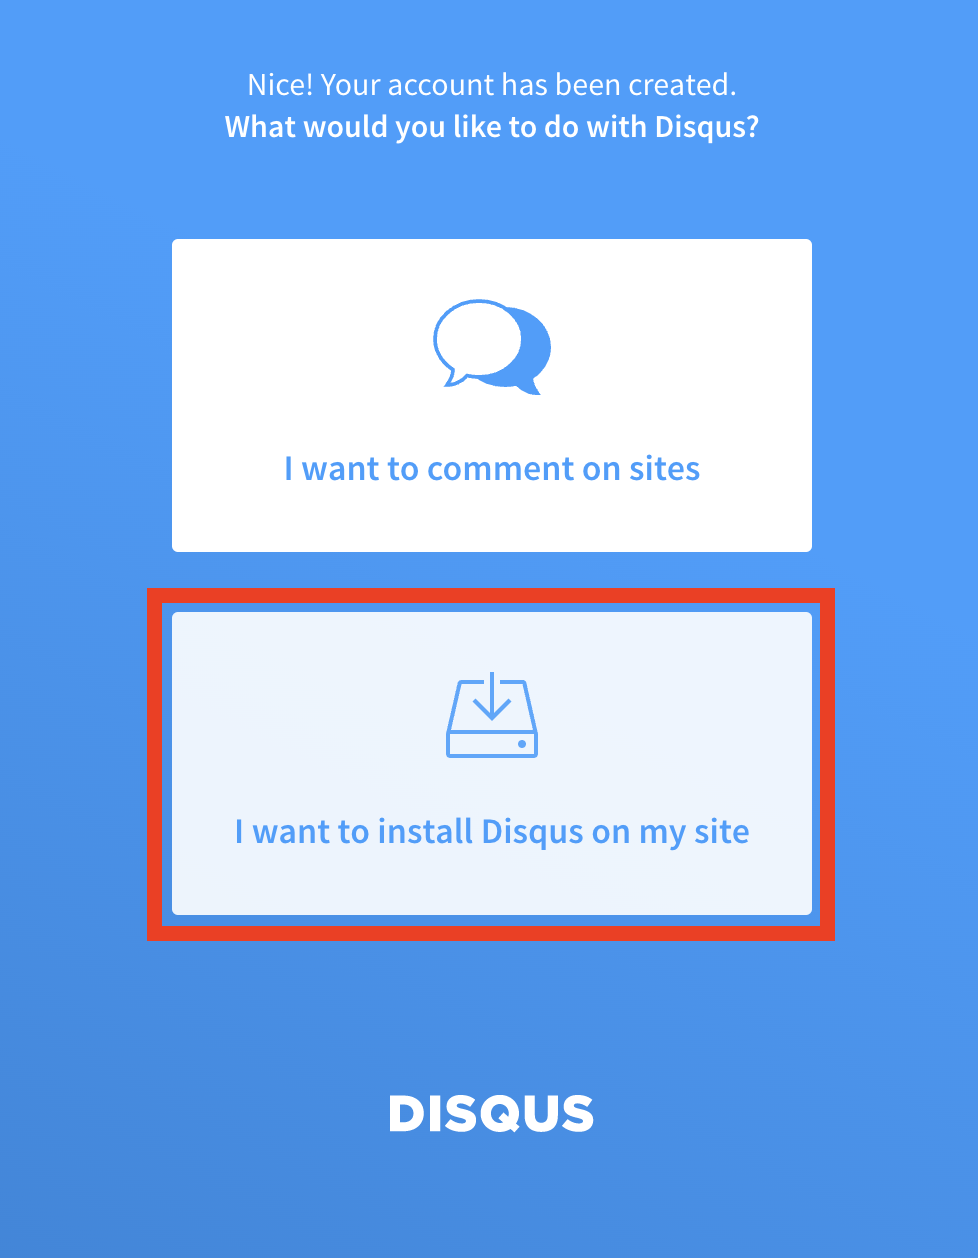 Nice! Your account has been created.
What would you like to do with Disqus?
I want to comment on sites
I want to install Disqus on my site
DISQUS